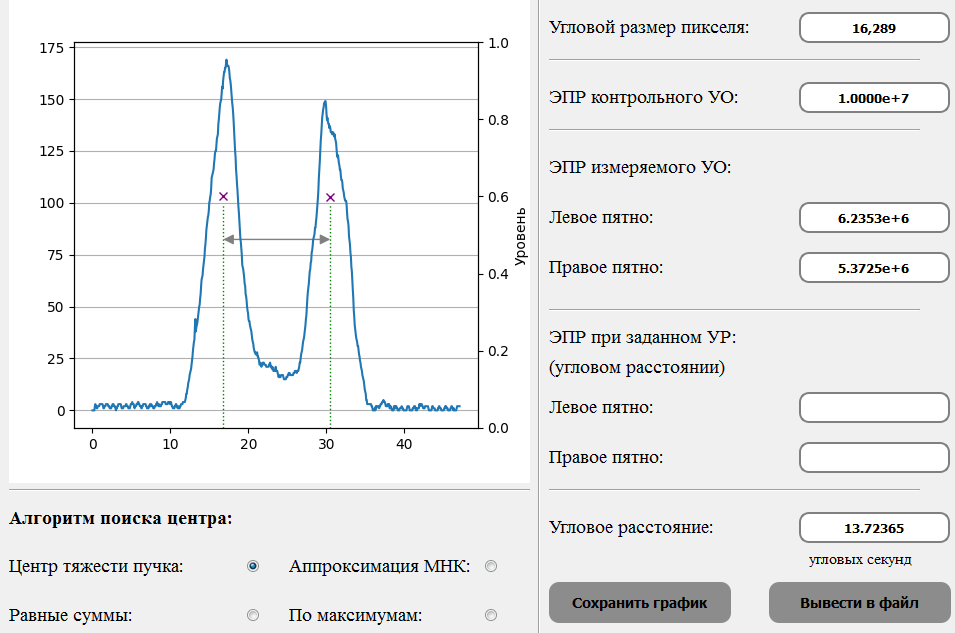 175
150
125
100
75
50
25
0
0 10 20 30 40
1.0
0.8
0.6
0.4
0.2
0.0
Уровень
Алгоритм поиска центра:
Центр тяжести пучка: Аппроксимация МНК:
Равные суммы: По максимумам:
Угловой размер пикселя: 16,289
ЭПР контрольного УО: 1.0000e+7
ЭПР измеряемого УО:
Левое пятно: 6.2353e+6
Правое пятно: 5.3725e+6
ЭПР при заданном УР:
(угловом расстоянии)
Левое пятно:
Правое пятно:
Угловое расстояние: 13.72365
угловых секунд
Сохранить график Вывести в файл